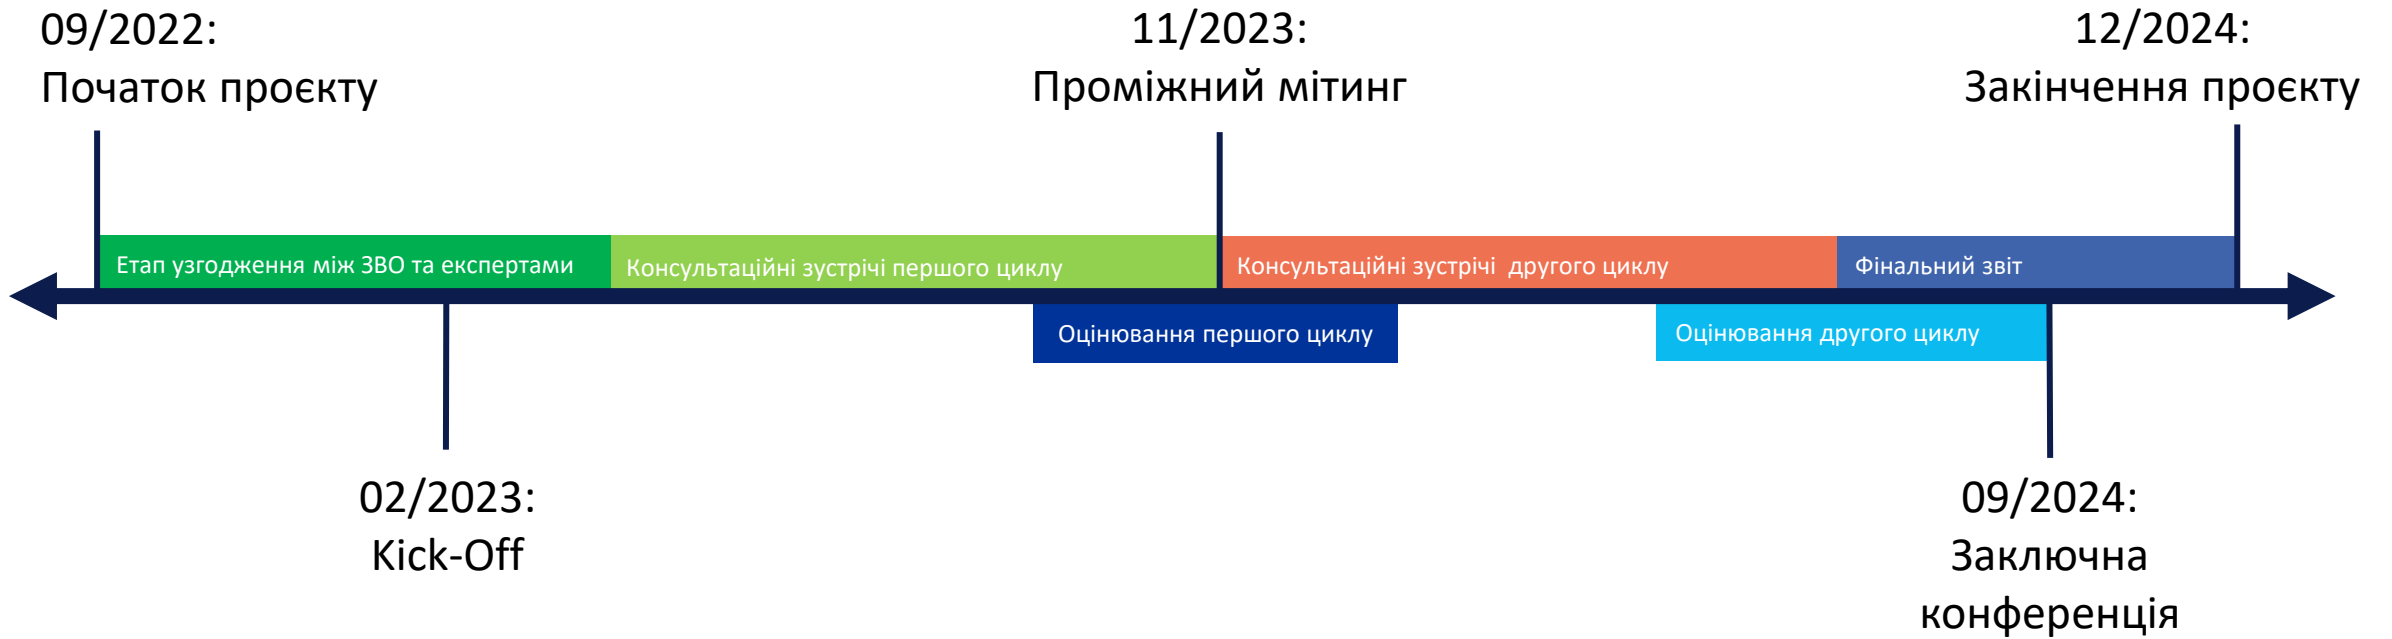 09/2022:
Початок проєкту
11/2023:
Проміжний мітинг
12/2024:
Закінчення проєкту
Етап узгодження між ЗВО та експертами
Консультаційні зустрічі першого циклу
Консультаційні зустрічі другого циклу
Фінальний звіт
Оцінювання першого циклу
Оцінювання другого циклу
02/2023:
Kick-Off
09/2024:
Заключна
конференція